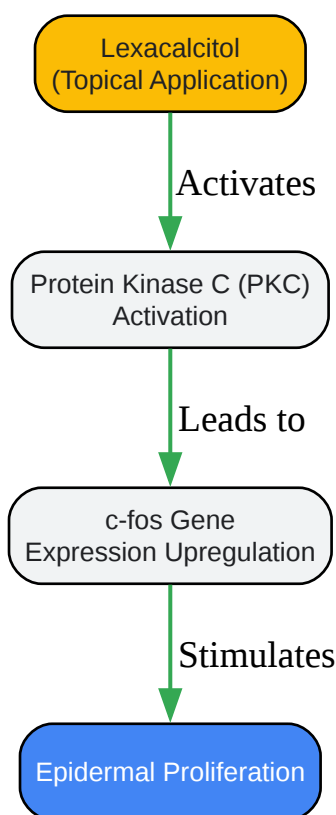 Lexacalcitol
(Topical Application)
Activates
Protein Kinase C (PKC)
Activation
Leads to
c-fos Gene
Expression Upregulation
Stimulates
Epidermal Proliferation